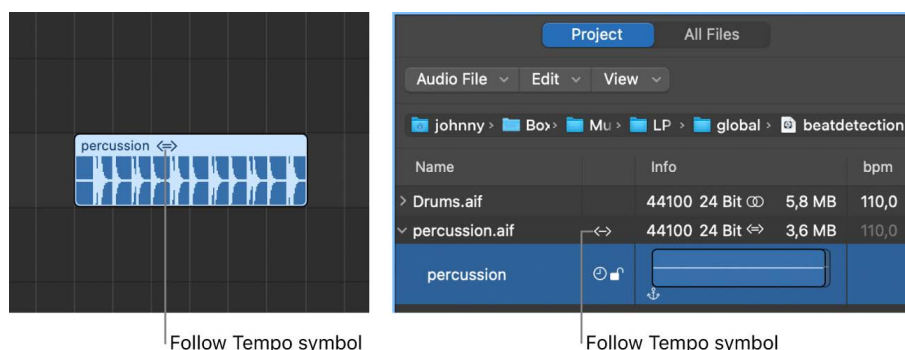 percussion
Follow Tempo symbol
Project All Files
Audio File Edit View
johnny Box Mu LP global beatdetection
Name Info bpm
Drums.aif 44100 24 Bit 5,8 MB 110,0
percussion.aif 44100 24 Bit 3,6 MB 110,0
percussion
Follow Tempo symbol